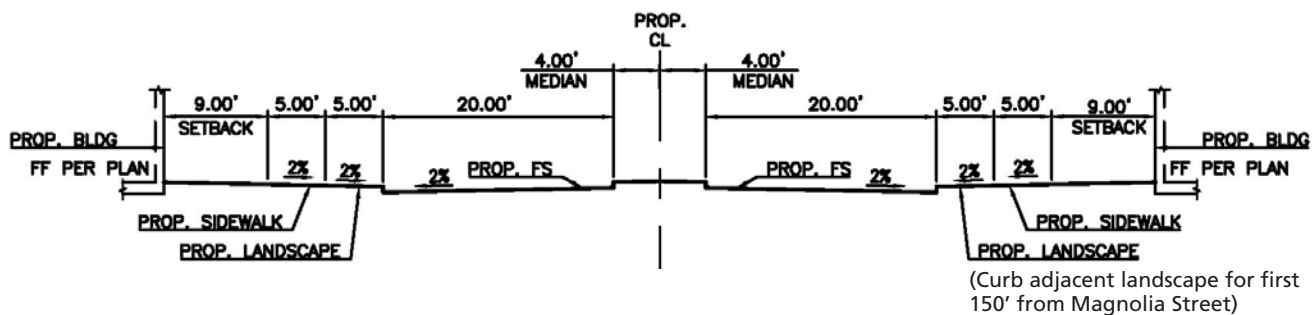 PROP.
CL
4.00' 4.00'
MEDIAN MEDIAN
9.00' 5.00' 5.00' 20.00' 20.00' 5.00' 5.00' 9.00'
SETBACK SETBACK
PROP. BLDG PROP. BLDG
FF PER PLAN 2% 2% 2% PROP. FS PROP. FS 2% 2% 2% FF PER PLAN
PROP. SIDEWALK PROP. SIDEWALK
PROP. LANDSCAPE PROP. LANDSCAPE
(Curb adjacent landscape for first
150' from Magnolia Street)